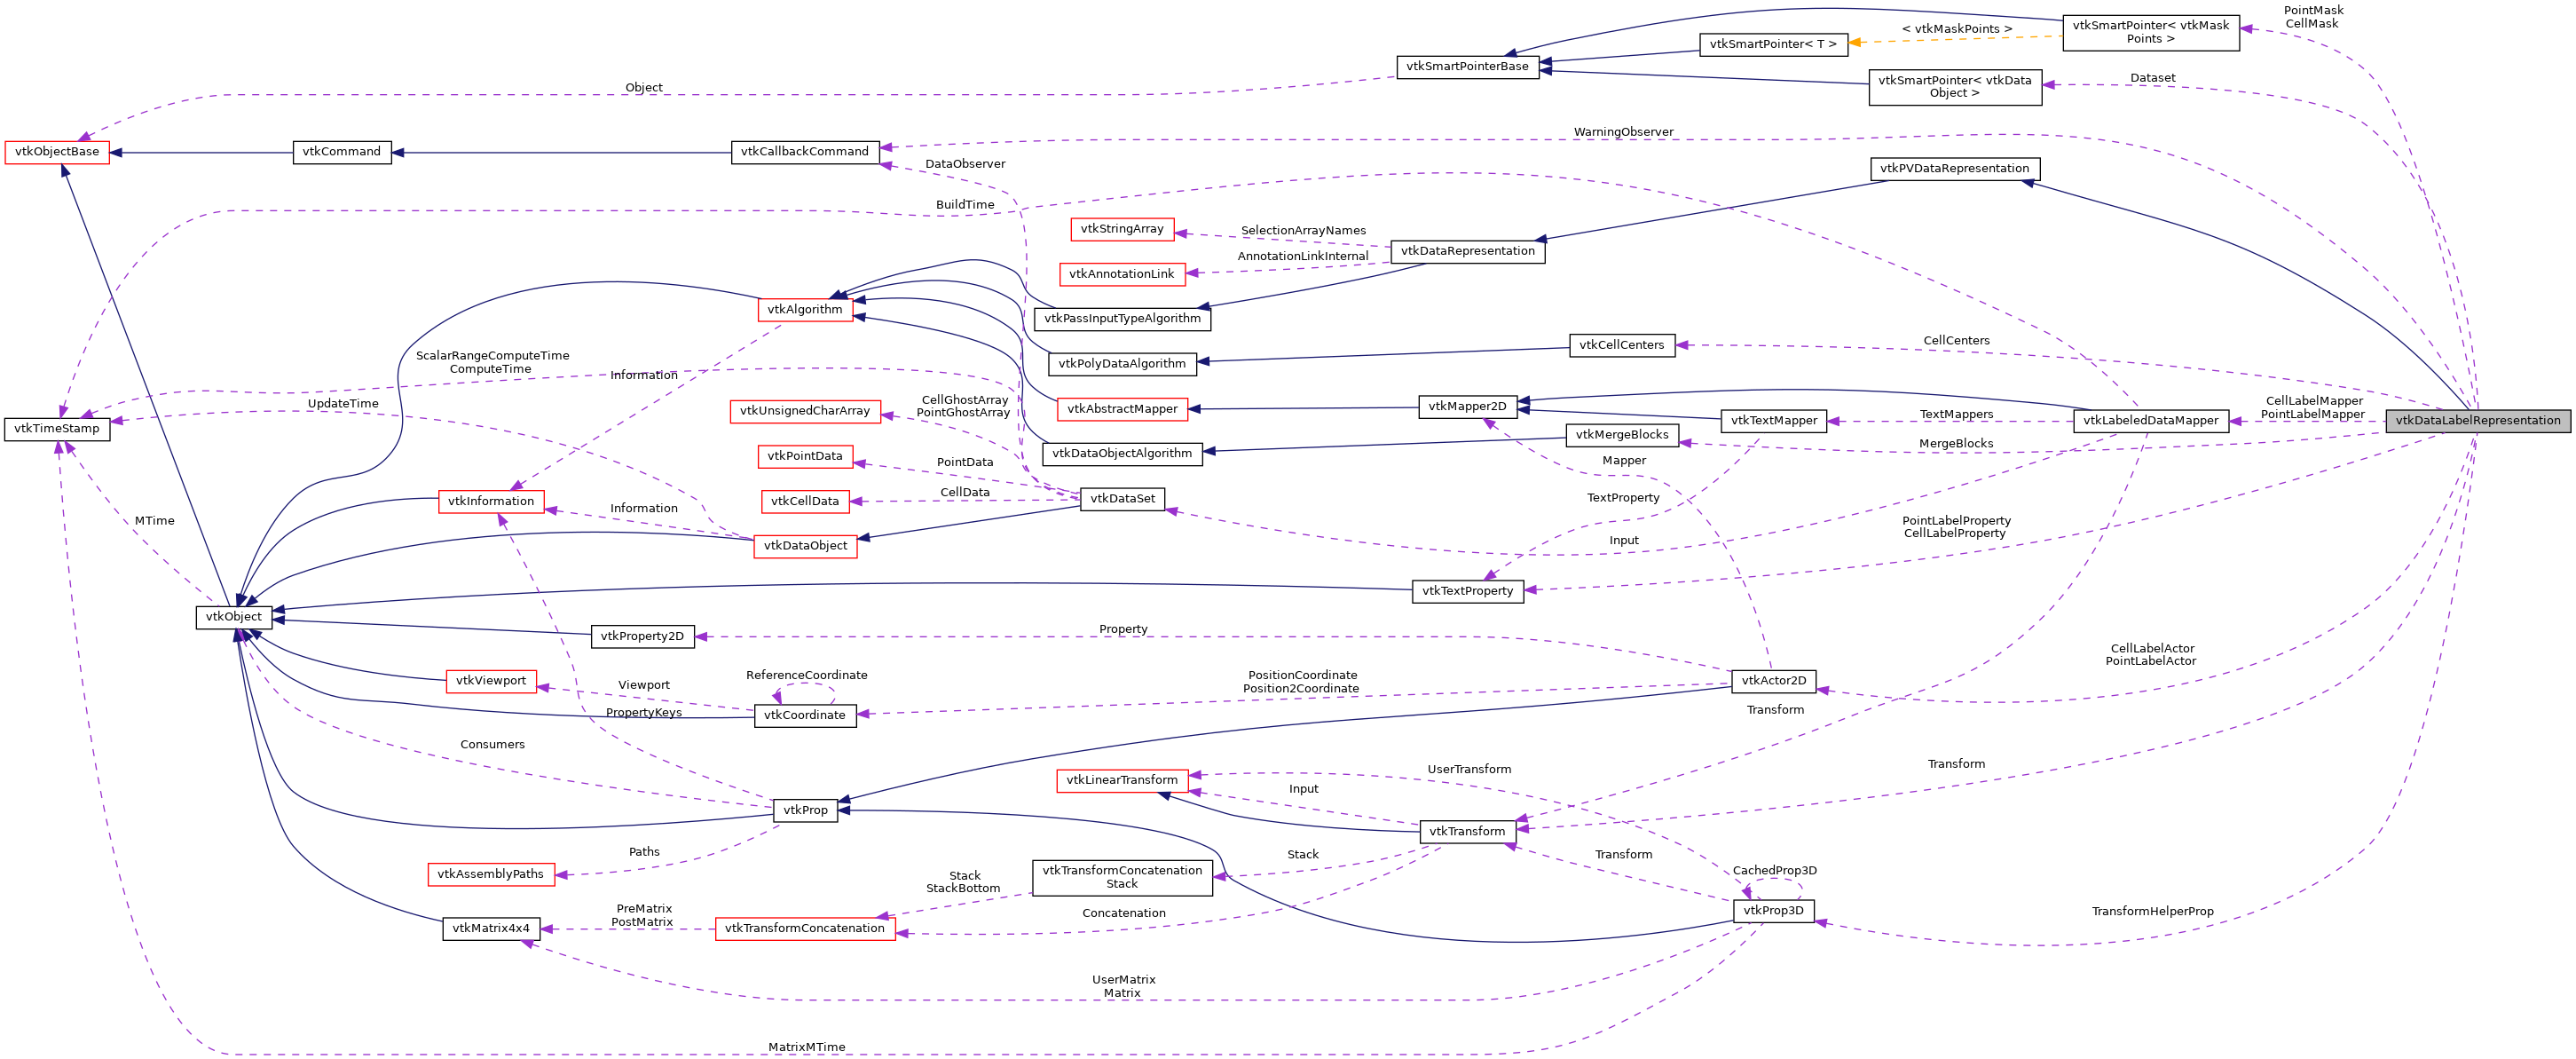 PointMask
CellMask
vtkSmartPointer< vtkMask
Points >
< vtkMaskPoints >
vtkSmartPointer< T >
vtkSmartPointerBase
vtkSmartPointer< vtkData
Object >
Dataset
Object
WarningObserver
vtkObjectBase
vtkCommand
vtkCallbackCommand
DataObserver
vtkPVDataRepresentation
BuildTime
vtkStringArray
SelectionArrayNames
vtkDataRepresentation
AnnotationLinkInternal
vtkAnnotationLink
vtkAlgorithm
vtkPassInputTypeAlgorithm
vtkCellCenters
CellCenters
ScalarRangeComputeTime
ComputeTime
vtkPolyDataAlgorithm
Information
UpdateTime
vtkUnsignedCharArray
CellGhostArray
PointGhostArray
vtkAbstractMapper
vtkMapper2D
vtkTextMapper
TextMappers
vtkLabeledDataMapper
CellLabelMapper
PointLabelMapper
vtkDataLabelRepresentation
vtkTimeStamp
vtkMergeBlocks
MergeBlocks
vtkPointData
PointData
vtkDataObjectAlgorithm
Mapper
vtkInformation
Information
vtkCellData
CellData
vtkDataSet
TextProperty
MTime
vtkDataObject
Input
PointLabelProperty
CellLabelProperty
vtkTextProperty
vtkObject
vtkProperty2D
Property
CellLabelActor
PointLabelActor
vtkViewport
Viewport
ReferenceCoordinate
PositionCoordinate
Position2Coordinate
vtkActor2D
PropertyKeys
vtkCoordinate
Transform
Consumers
vtkLinearTransform
UserTransform
Transform
Input
vtkProp
vtkTransform
Paths
Stack
Transform
vtkAssemblyPaths
Stack
StackBottom
vtkTransformConcatenation
Stack
CachedProp3D
PreMatrix
PostMatrix
Concatenation
vtkProp3D
TransformHelperProp
vtkMatrix4x4
vtkTransformConcatenation
UserMatrix
Matrix
MatrixMTime